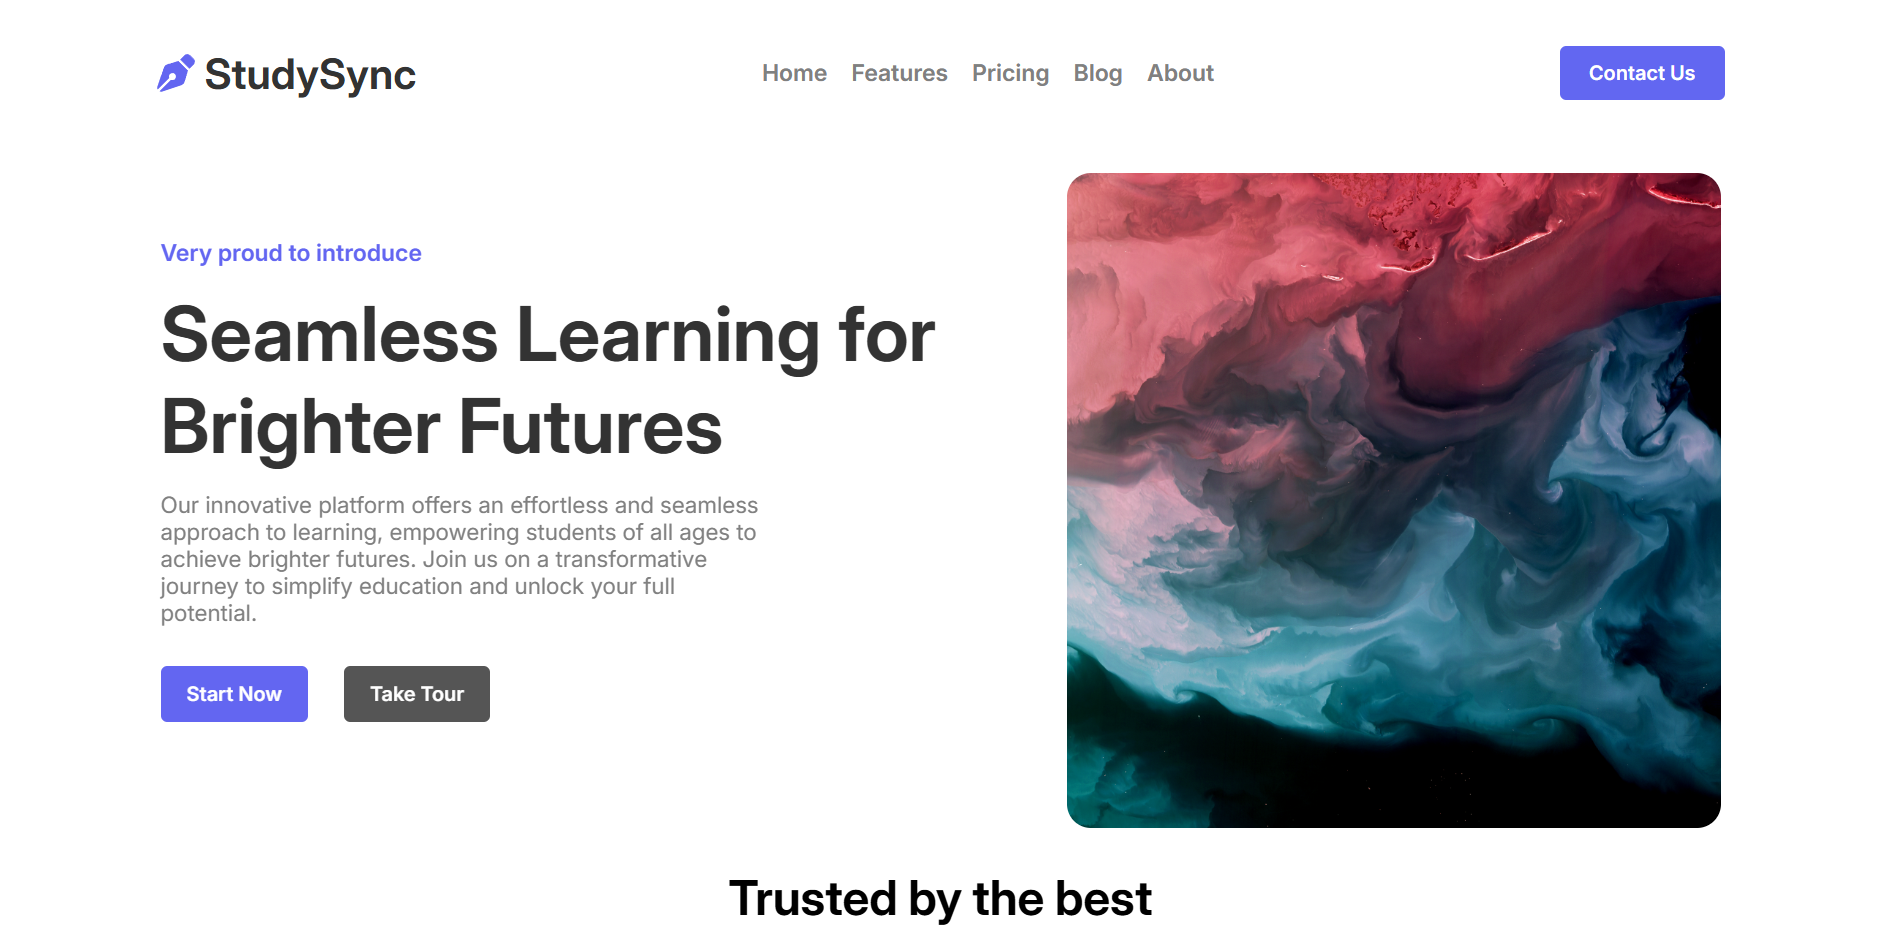 StudySync
Home Features Pricing Blog About
Contact Us
Very proud to introduce
Seamless Learning for
Brighter Futures
Our innovative platform offers an effortless and seamless
approach to learning, empowering students of all ages to
achieve brighter futures. Join us on a transformative
journey to simplify education and unlock your full
potential.
Start Now
Take Tour
Trusted by the best